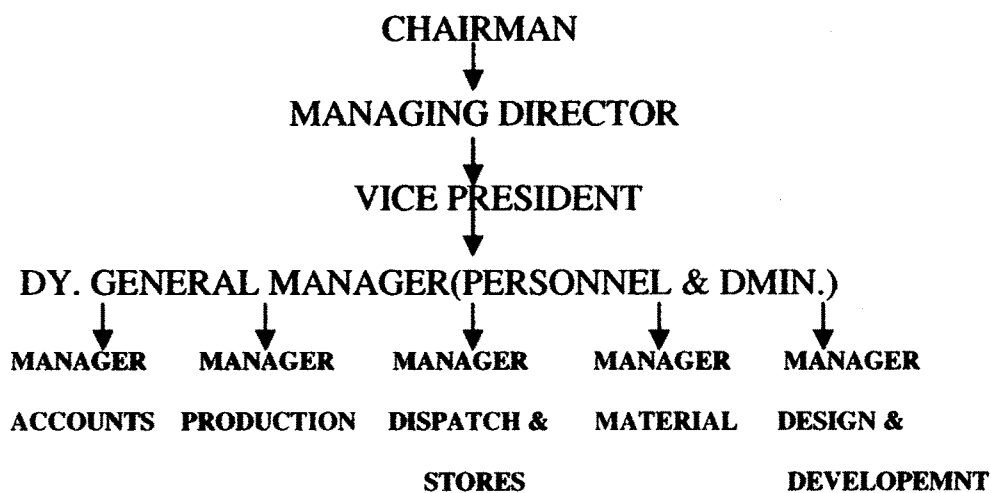 CHAIRMAN
MANAGING DIRECTOR
VICE PRESIDENT
DY. GENERAL MANAGER(PERSONNEL & DMIN.)
MANAGER MANAGER MANAGER MANAGER MANAGER
ACCOUNTS PRODUCTION DISPATCH & MATERIAL DESIGN &
STORES DEVELOPEMNT